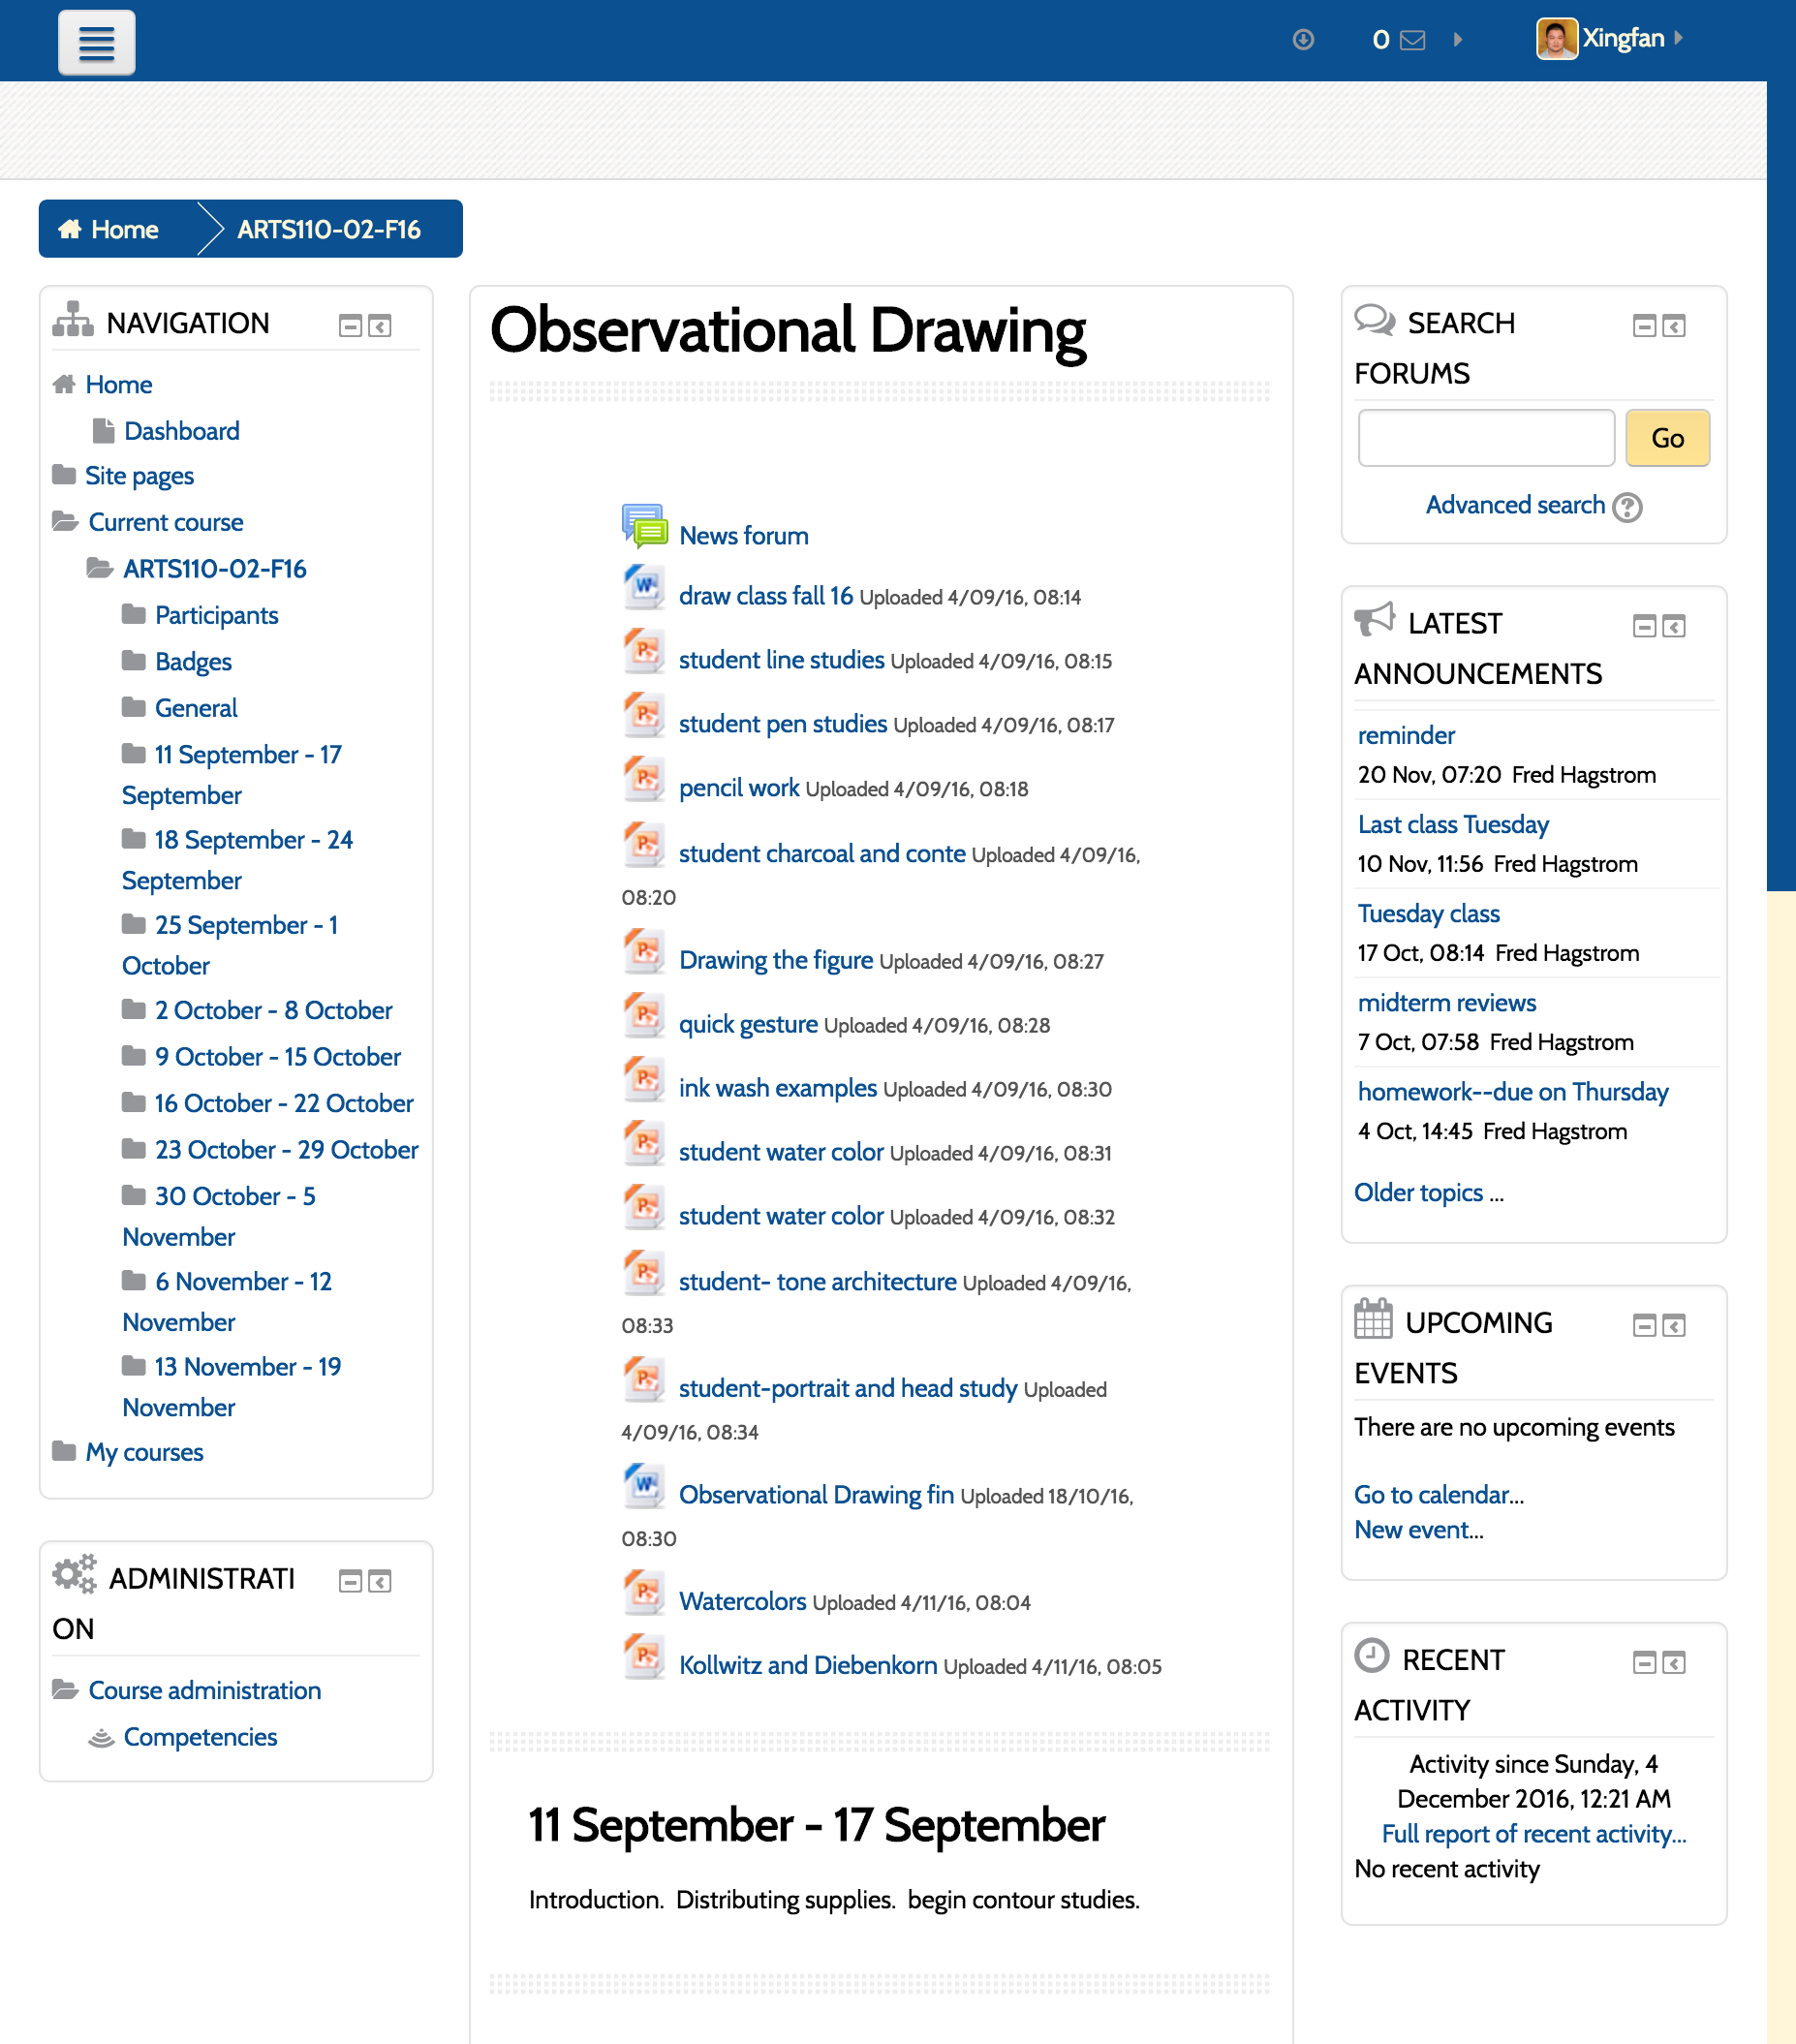 0
Xingfan
Home
ARTS110-02-F16
NAVIGATION
Home
Dashboard
Site pages
Current course
ARTS110-02-F16
Participants
Badges
General
11 September - 17
September
18 September - 24
September
25 September - 1
October
2 October - 8 October
9 October - 15 October
16 October - 22 October
23 October - 29 October
30 October - 5
November
6 November - 12
November
13 November - 19
November
My courses
ADMINISTRATI
ON
Course administration
Competencies
Observational Drawing
News forum
draw class fall 16 Uploaded 4/09/16, 08:14
student line studies Uploaded 4/09/16, 08:15
student pen studies Uploaded 4/09/16, 08:17
pencil work Uploaded 4/09/16, 08:18
student charcoal and conte Uploaded 4/09/16,
08:20
Drawing the figure Uploaded 4/09/16, 08:27
quick gesture Uploaded 4/09/16, 08:28
ink wash examples Uploaded 4/09/16, 08:30
student water color Uploaded 4/09/16, 08:31
student water color Uploaded 4/09/16, 08:32
student- tone architecture Uploaded 4/09/16,
08:33
student-portrait and head study Uploaded
4/09/16, 08:34
Observational Drawing fin Uploaded 18/10/16,
08:30
Watercolors Uploaded 4/11/16, 08:04
Kollwitz and Diebenkorn Uploaded 4/11/16, 08:05
11 September - 17 September
Introduction.  Distributing supplies.  begin contour studies.
SEARCH
FORUMS
Go
Advanced search
LATEST
ANNOUNCEMENTS
reminder
20 Nov, 07:20 Fred Hagstrom
Last class Tuesday
10 Nov, 11:56 Fred Hagstrom
Tuesday class
17 Oct, 08:14 Fred Hagstrom
midterm reviews
7 Oct, 07:58 Fred Hagstrom
homework--due on Thursday
4 Oct, 14:45 Fred Hagstrom
Older topics ...
UPCOMING
EVENTS
There are no upcoming events
Go to calendar...
New event...
RECENT
ACTIVITY
Activity since Sunday, 4
December 2016, 12:21 AM
Full report of recent activity...
No recent activity